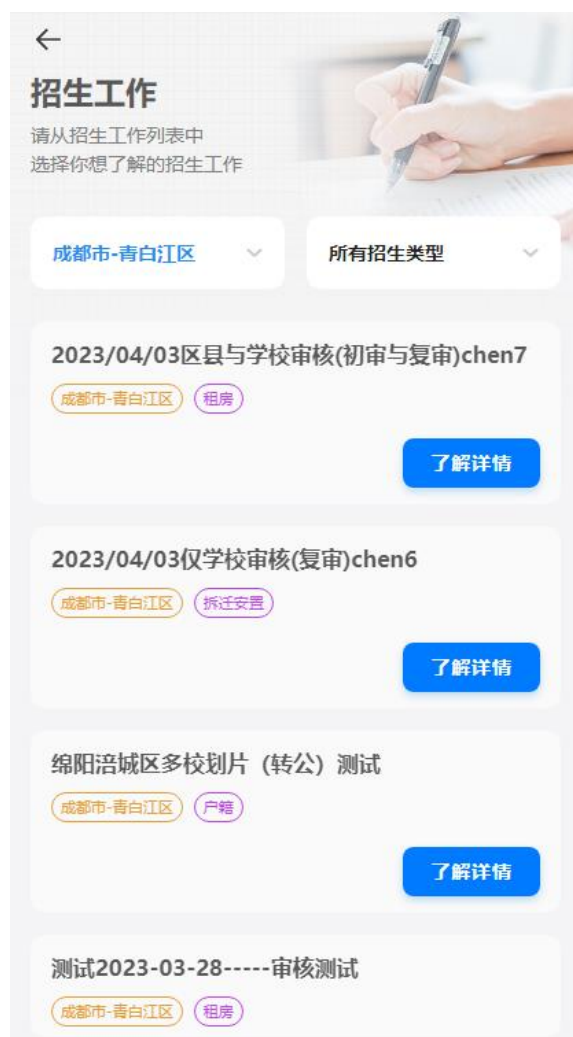 招生工作
请从招生工作列表中
选择你想了解的招生工作
成都市-青白江区 所有招生类型
2023/04/03区县与学校审核(初审与复审)chen7
成都市-青白江区 租房
了解详情
2023/04/03仅学校审核(复审)chen6
成都市-青白江区 拆迁安置
了解详情
绵阳涪城区多校划片（转公）测试
成都市-青白江区 户籍
了解详情
测试2023-03-28-----审核测试
成都市-青白江区 租房